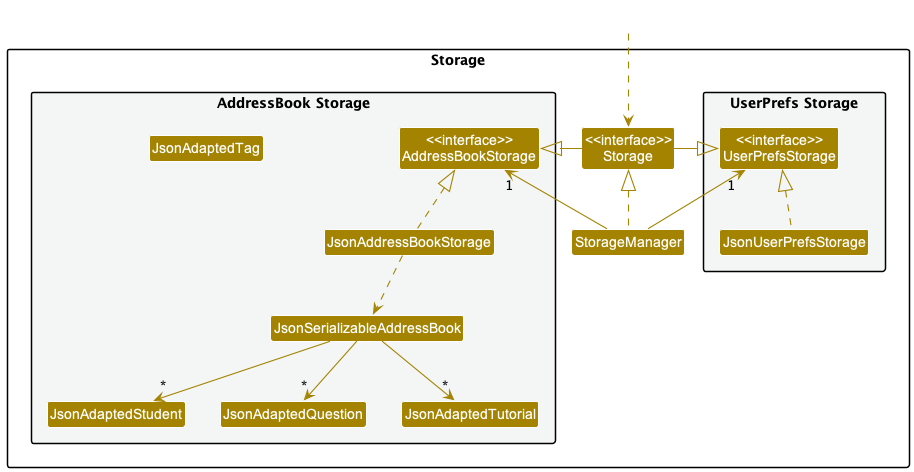 Storage
AddressBook Storage
UserPrefs Storage
JsonAdaptedTag
<<interface>>
AddressBookStorage
<<interface>>
Storage
<<interface>>
UserPrefsStorage
1
1
JsonAddressBookStorage
StorageManager
JsonUserPrefsStorage
JsonSerializableAddressBook
*
*
*
JsonAdaptedStudent
JsonAdaptedQuestion
JsonAdaptedTutorial